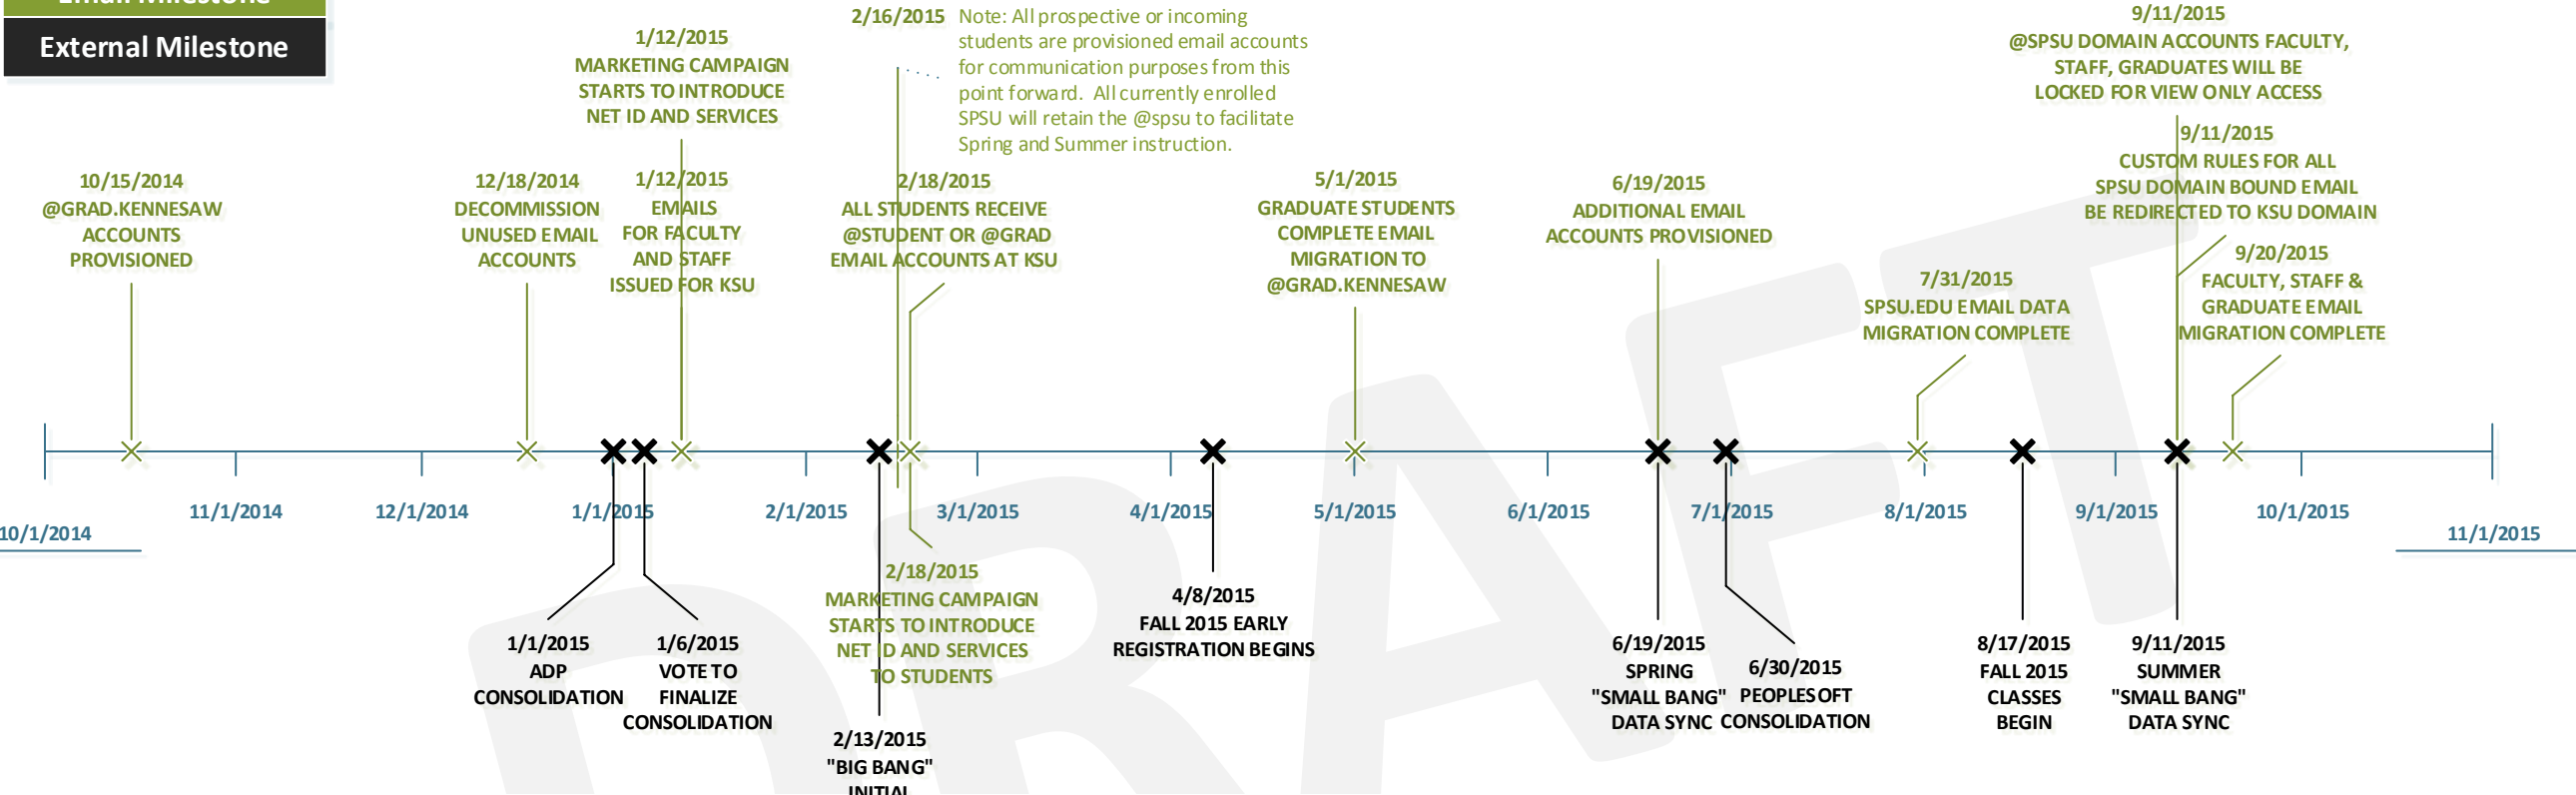 Email Milestone
External Milestone
1/12/2015
MARKETING CAMPAIGN
STARTS TO INTRODUCE
NET ID AND SERVICES
2/16/2015
Note: All prospective or incoming
students are provisioned email accounts
for communication purposes from this
point forward. All currently enrolled
SPSU will retain the @spsu to facilitate
Spring and Summer instruction.
9/11/2015
@SPSU DOMAIN ACCOUNTS FACULTY,
STAFF, GRADUATES WILL BE
LOCKED FOR VIEW ONLY ACCESS
10/15/2014
@GRAD.KENNESAW
ACCOUNTS
PROVISIONED
12/18/2014
DECOMMISSION
UNUSED EMAIL
ACCOUNTS
1/12/2015
EMAILS
FOR FACULTY
AND STAFF
ISSUED FOR KSU
2/18/2015
ALL STUDENTS RECEIVE
@STUDENT OR @GRAD
EMAIL ACCOUNTS AT KSU
5/1/2015
GRADUATE STUDENTS
COMPLETE EMAIL
MIGRATION TO
@GRAD.KENNESAW
6/19/2015
ADDITIONAL EMAIL
ACCOUNTS PROVISIONED
7/31/2015
SPSU.EDU EMAIL DATA
MIGRATION COMPLETE
9/11/2015
CUSTOM RULES FOR ALL
SPSU DOMAIN BOUND EMAIL
BE REDIRECTED TO KSU DOMAIN
9/20/2015
FACULTY, STAFF &
GRADUATE EMAIL
MIGRATION COMPLETE
10/1/2014
11/1/2014
12/1/2014
1/1/2015
2/1/2015
3/1/2015
4/1/2015
5/1/2015
6/1/2015
7/1/2015
8/1/2015
9/1/2015
10/1/2015
11/1/2015
1/1/2015
ADP
CONSOLIDATION
1/6/2015
VOTE TO
FINALIZE
CONSOLIDATION
2/18/2015
MARKETING CAMPAIGN
STARTS TO INTRODUCE
NET ID AND SERVICES
TO STUDENTS
2/13/2015
"BIG BANG"
INITIAL
4/8/2015
FALL 2015 EARLY
REGISTRATION BEGINS
6/19/2015
SPRING
"SMALL BANG"
DATA SYNC
6/30/2015
PEOPLESOFT
CONSOLIDATION
8/17/2015
FALL 2015
CLASSES
BEGIN
9/11/2015
SUMMER
"SMALL BANG"
DATA SYNC
DRAFT